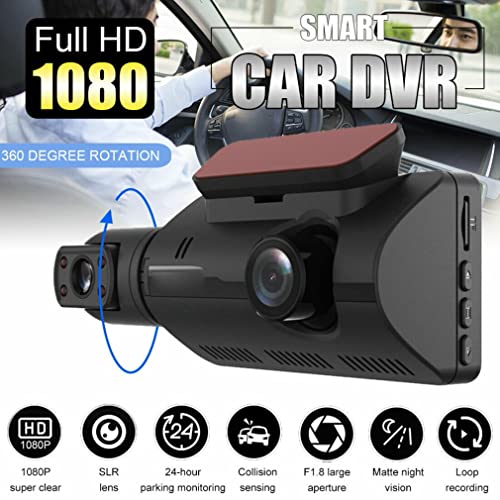 Full HD
1080
SMART
CAR DVR
360 DEGREE ROTATION
HD
1080P
24
1080P
super clear
SLR
lens
24-hour
parking monitoring
Collision
sensing
F1.8 large
aperture
Matte night
vision
Loop
recording